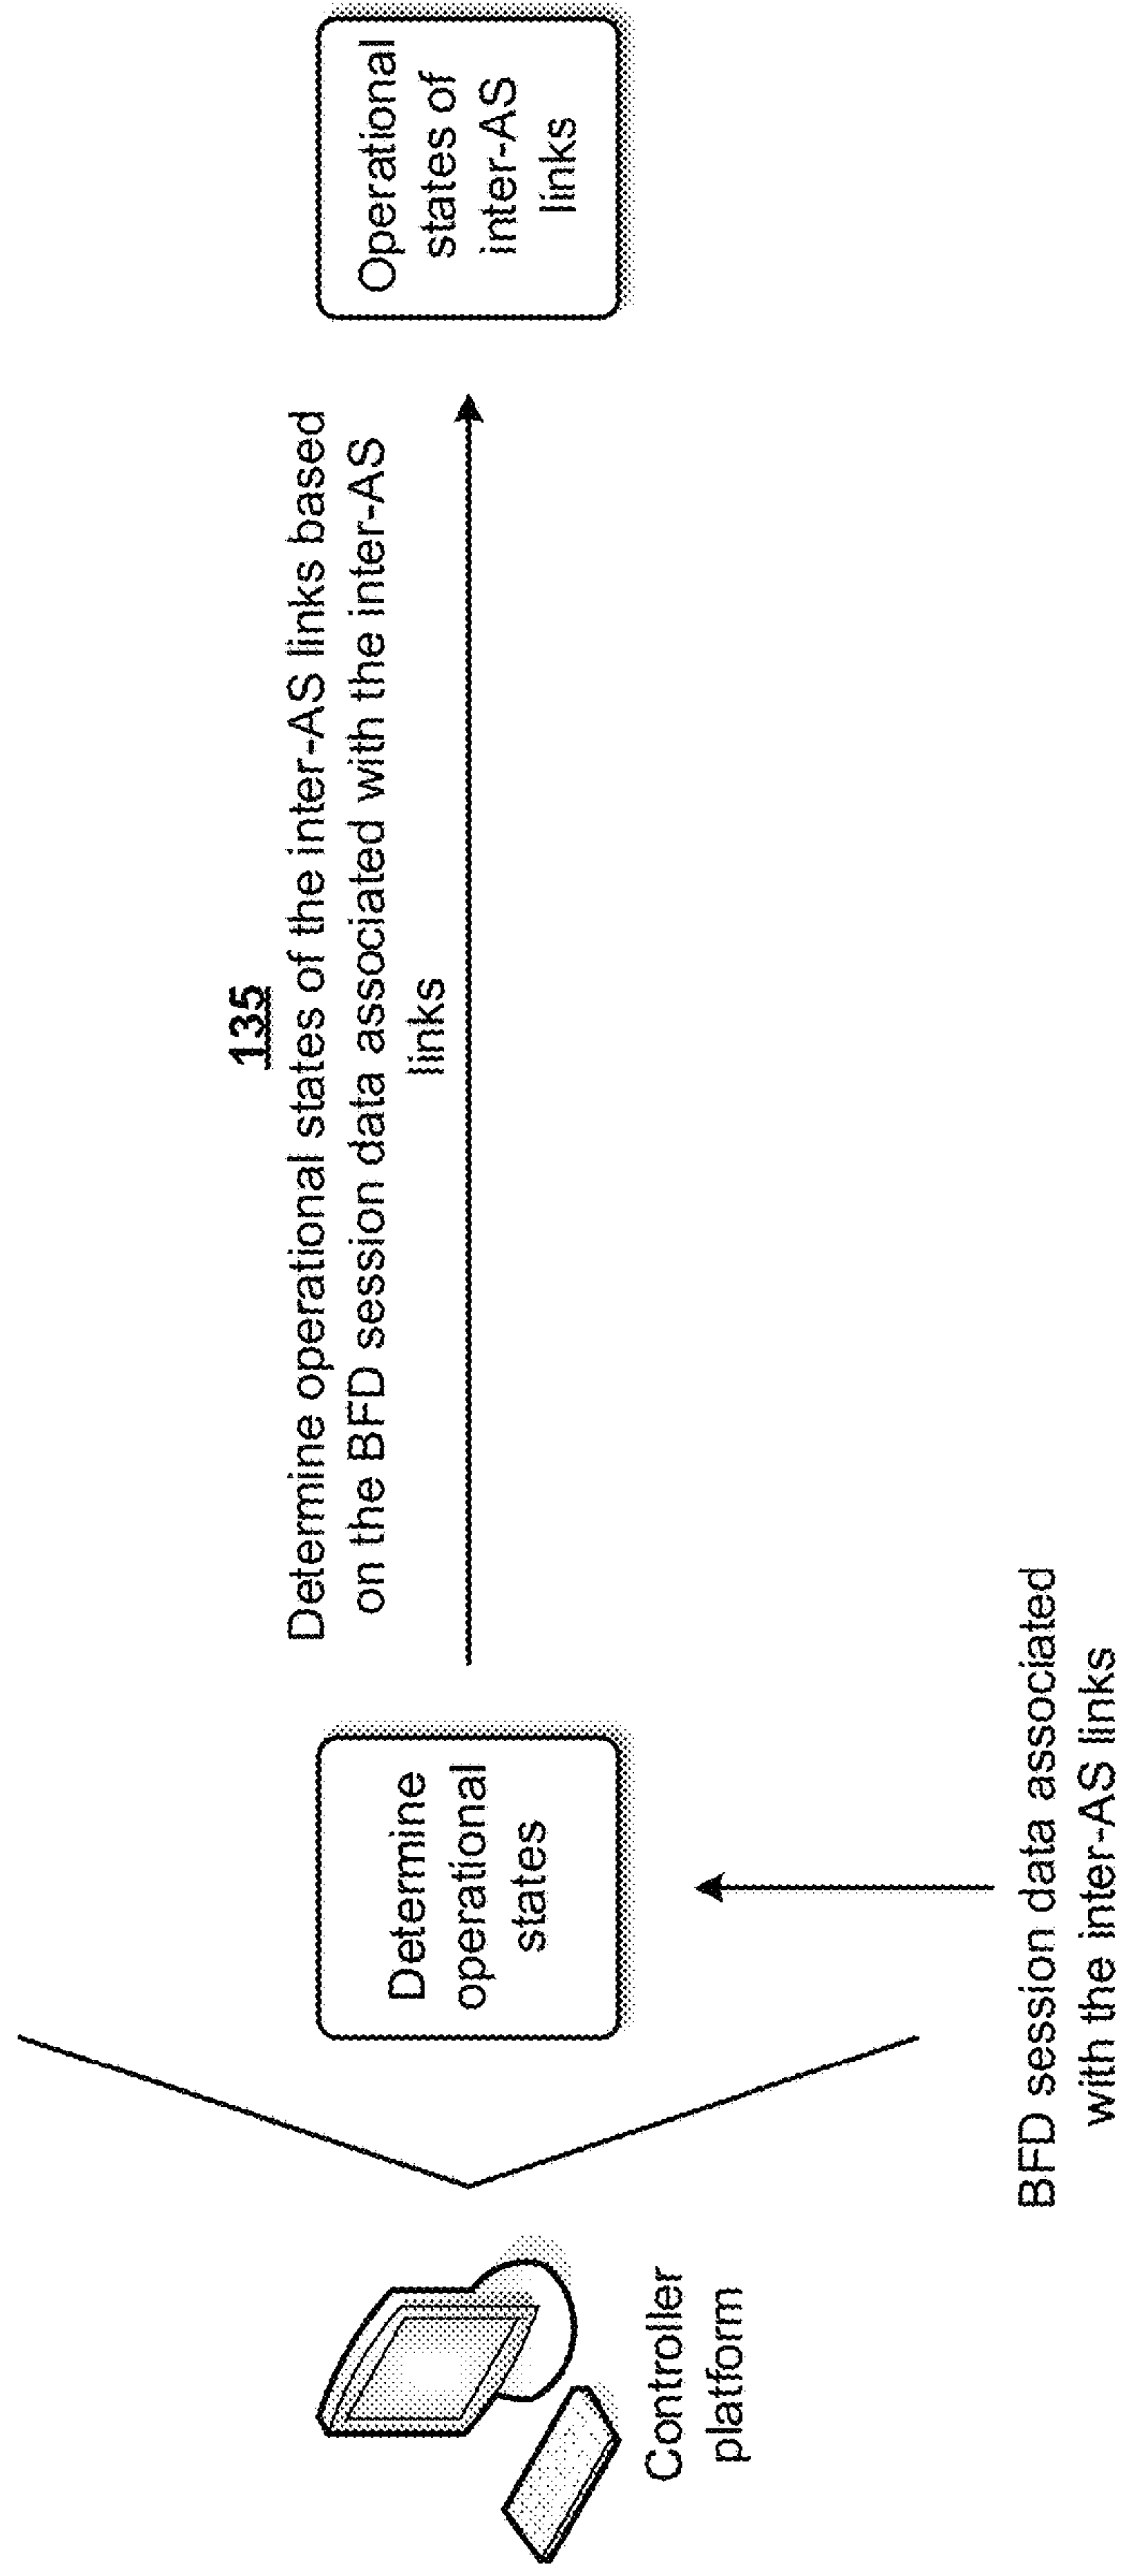 135
Determine operational states of the inter-AS links based
on the BFD session data associated with the inter-AS
links
Controller
platform
Determine
operational
states
Operational
states of
inter-AS
links
BFD session data associated
with the inter-AS links